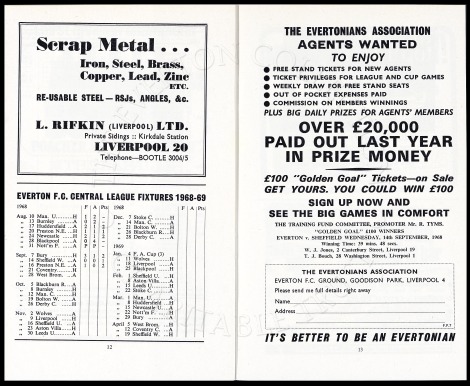 Scrap Metal . . .
Iron, Steel, Brass,
Copper, Lead, Zinc
ETC.
RE-USABLE STEEL — RSJs, ANGLES, &c.
L. RIFKIN (LIVERPOOL) LTD.
Private Sidings :: Kirkdale Station
LIVERPOOL 20
Telephone—BOOTLE 3004/5
EVERTON F.C. CENTRAL LEAGUE FIXTURES 1968-69
1968 F A Pts
Aug. 10 Man. U. H
13 Burnley A
17 Huddersfield A
20 Preston N.E. H
24 Newcastle H
28 Blackpool A
31 Nott'm F. H
Sept. 7 Bury H
14 Sheffield W. A
16 Preston N.E. A
21 Coventry H
28 West Brom. A
Oct. 5 Blackburn R. A
8 Burnley H
12 Man. C. H
19 Bolton W. A
26 Derby C. H
Nov. 2 Wolves A
9 Liverpool H
16 Sheffield U. A
23 Aston Villa H
30 Leeds U. A
1968 F A Pts
Dec. 7 Stoke C. H
14 Man. C. A
21 Bolton W. H
26 Blackburn R. H
28 Derby C. A
1969
Jan. 4 F.A. Cup (3)
11 Wolves H
18 Liverpool A
25 Blackpool H
Feb. 1 Sheffield U. H
8 Aston Villa A
15 Leeds U. H
22 Stoke C. A
Mar. 1 Man. U. A
8 Huddersfield H
15 Newcastle A
22 Nott'm F. A
29 Bury A
April 5 West Brom. H
12 Coventry C. A
19 Sheffield W. H
12
THE EVERTONIANS ASSOCIATION
AGENTS WANTED
TO ENJOY
● FREE STAND TICKETS FOR NEW AGENTS
● TICKET PRIVILEGES FOR LEAGUE AND CUP GAMES
● WEEKLY DRAW FOR FREE STAND SEATS
● OUT OF POCKET EXPENSES PAID
● COMMISSION ON MEMBERS WINNINGS
PLUS BIG DAILY PRIZES FOR AGENTS' MEMBERS
OVER £20,000
PAID OUT LAST YEAR
IN PRIZE MONEY
£100 "Golden Goal" Tickets—on Sale
GET YOURS. YOU COULD WIN £100
SIGN UP NOW AND
SEE THE BIG GAMES IN COMFORT
THE TRAINING FUND COMMITTEE, PROMOTER Mr. B. TYMS,
"GOLDEN GOAL" £100 WINNERS
EVERTON v. SHEFFIELD WEDNESDAY, 14th SEPTEMBER, 1968
Winning Time: 39 mins. 48 secs.
W. J. Jones, 2 Canterbury Street, Liverpool 19
T. J. Bouch, 28 Washington Street, Liverpool 1
THE EVERTONIANS ASSOCIATION
EVERTON F.C. GROUND, GOODISON PARK, LIVERPOOL 4
Please send me full details right away
Name
Address
F.P.7
IT'S BETTER TO BE AN EVERTONIAN
13